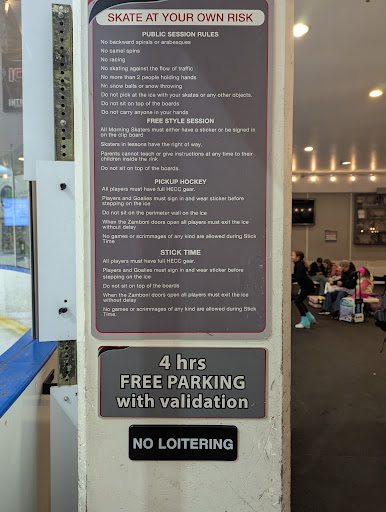 SKATE AT YOUR OWN RISK
PUBLIC SESSION RULES
No backward spirals or arabesques
No camel spins
No racing
No skating against the flow of traffic
No more than 2 people holding hands
No snow balls or snow throwing
Do not pick at the ice with your skates or any other objects.
Do not sit on top of the boards
Do not carry anyone in your hands
FREE STYLE SESSION
All Morning Skaters must either have a sticker or be signed in
on the clip board
Skaters in lessons have the right of way.
Parents cannot teach or give instructions at any time to their
children inside the rink
Do not sit on top of the boards.
PICKUP HOCKEY
All players must have full HECC gear.
Players and Goalies must sign in and wear sticker before
stepping on the ice
Do not sit on the perimeter wall on the ice
When the Zamboni doors open all players must exit the ice
without delay
No games or scrimmages of any kind are allowed during Stick
Time
STICK TIME
All players must have full HECC gear.
Players and Goalies must sign in and wear sticker before
stepping on the ice
Do not sit on top of the boards
When the Zamboni doors open all players must exit the ice
without delay
No games or scrimmages of any kind are allowed during Stick
Time.
4 hrs
FREE PARKING
with validation
NO LOITERING